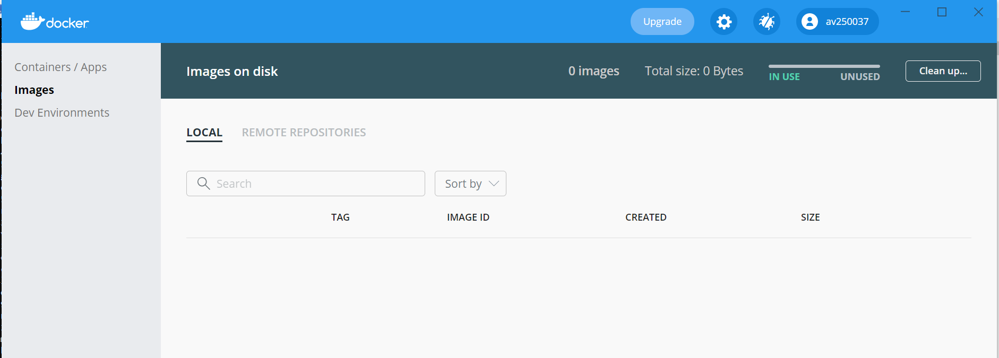 docker
Upgrade
av250037
Containers / Apps
Images
Dev Environments
Images on disk
0 images
Total size: 0 Bytes
IN USE
UNUSED
Clean up...
LOCAL
REMOTE REPOSITORIES
Search
Sort by
TAG
IMAGE ID
CREATED
SIZE